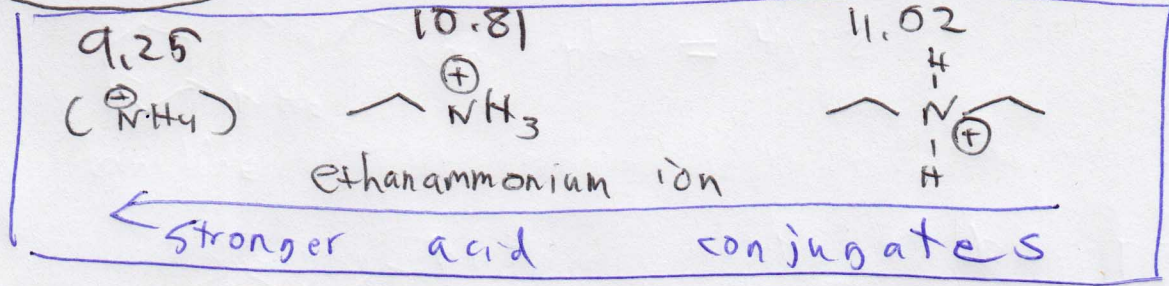 9.25 10.81 11.02
H
(⊕NH4) ⊕NH3 N⊕
H
ethanammonium ion
stronger acid conjugates